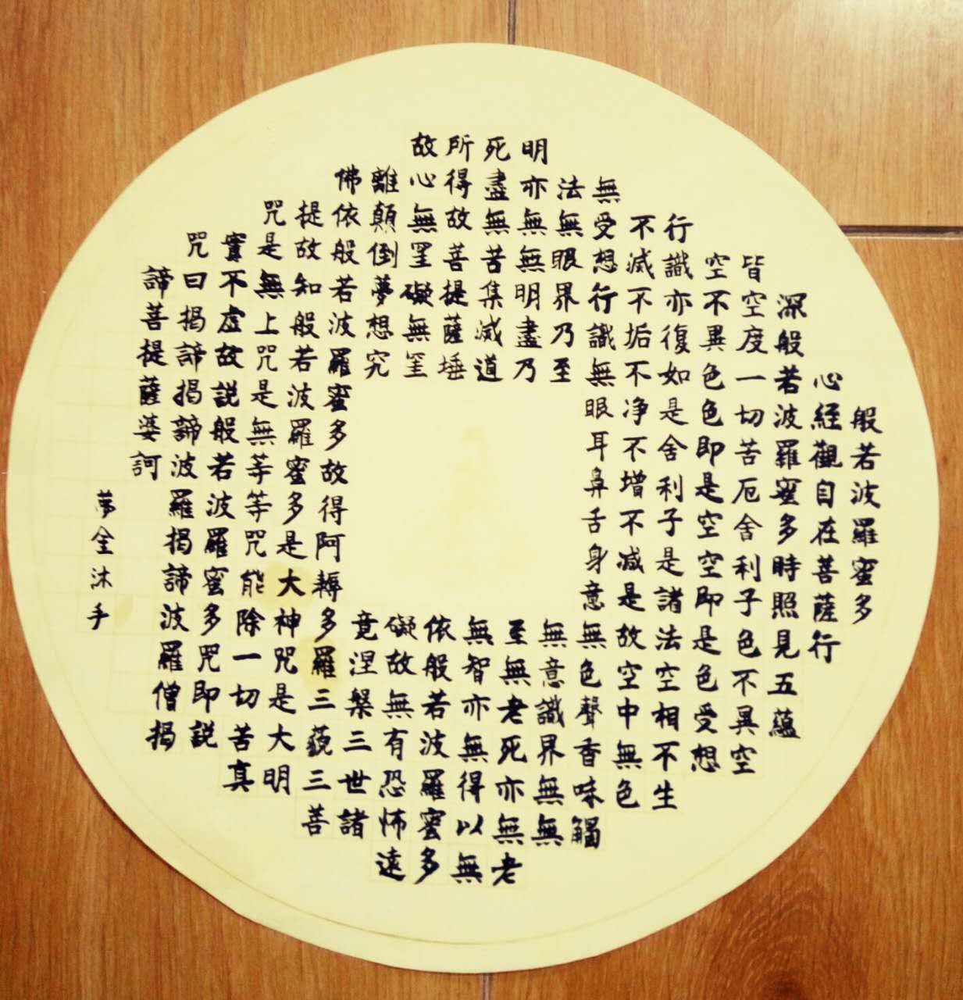 般若波羅蜜多
心經觀自在菩薩行
深般若波羅蜜多時照見五蘊
皆空度一切苦厄舍利子色不異空
空不異色色即是空空即是色受想
行識亦復如是舍利子是諸法空相不生
不滅不垢不净不增不減是故空中無色
無受想行識無眼耳鼻舌身意無色聲香味觸
法無眼界乃至無意識界無無
明亦無無明盡乃至無老死亦無老
死盡無苦集滅道無智亦無得以無
所得故菩提薩埵依般若波羅蜜多
故心無罣礙無罣礙故無有恐怖遠
離顛倒夢想究竟涅槃三世諸
佛依般若波羅蜜多故得阿耨多羅三藐三菩
提故知般若波羅蜜多是大神咒是大明
咒是無上咒是無等等咒能除一切苦真
實不虛故説般若波羅蜜多咒即説
咒曰揭諦揭諦波羅揭諦波羅僧揭
諦菩提薩婆訶
夢全沐手